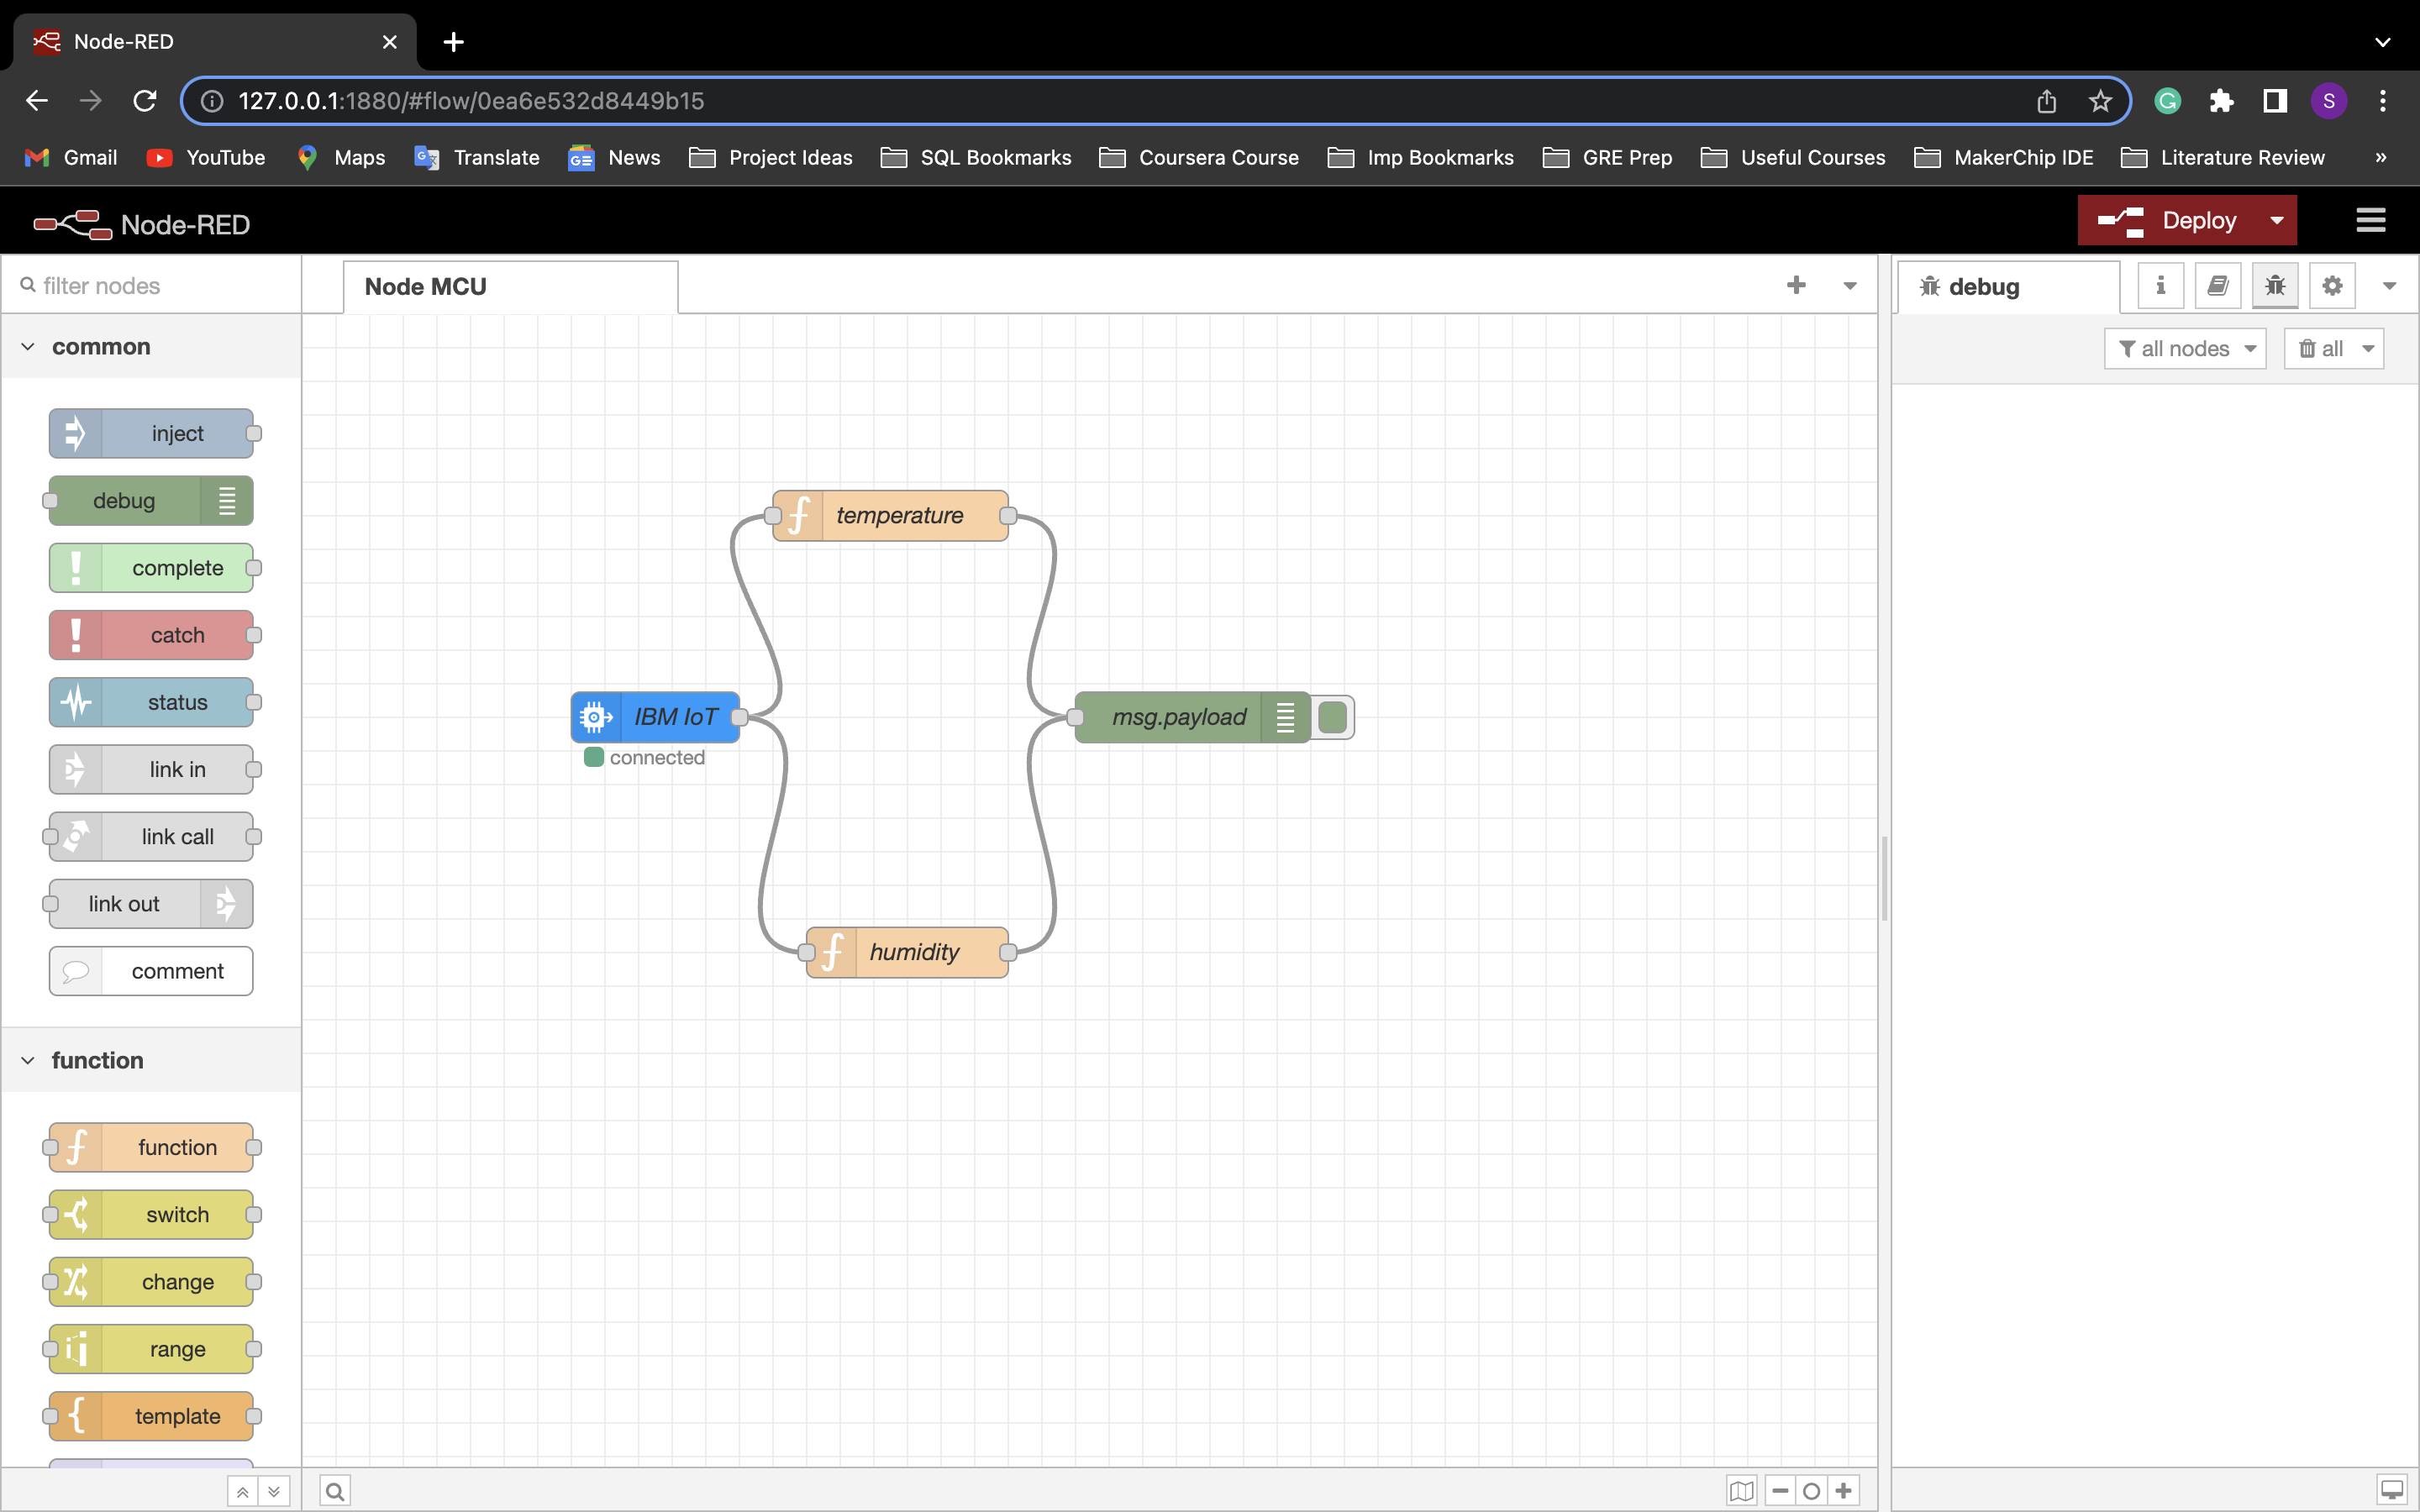 Node-RED
127.0.0.1:1880/#flow/0ea6e532d8449b15
G
S
Gmail YouTube Maps Translate News Project Ideas SQL Bookmarks Coursera Course Imp Bookmarks GRE Prep Useful Courses MakerChip IDE Literature Review »
Node-RED Deploy
filter nodes Node MCU debug
common all nodes all
inject
debug temperature
complete
catch
status IBM IoT msg.payload
link in connected
link call
link out humidity
comment
function
function
switch
change
range
template